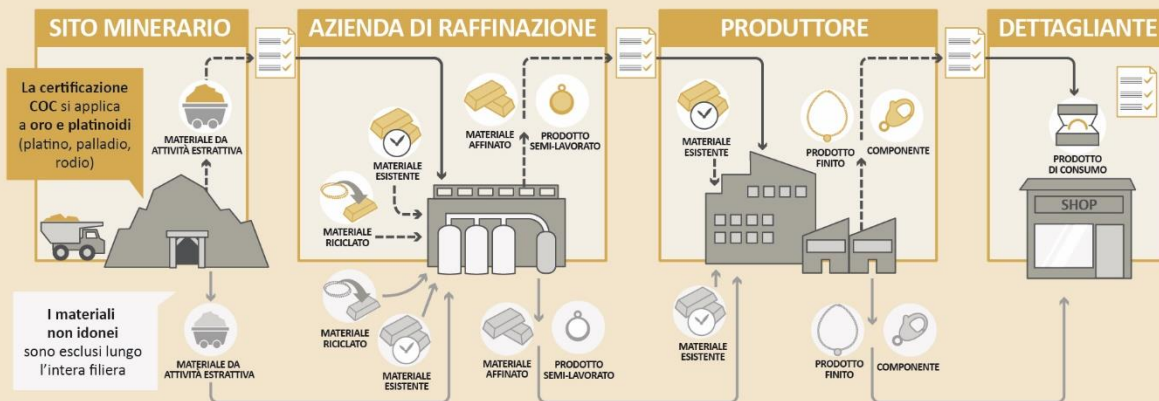 SITO MINERARIO
La certificazione
COC si applica
a oro e platinoidi
(platino, palladio,
rodio)
MATERIALE DA
ATTIVITÀ ESTRATTIVA
I materiali
non idonei
sono esclusi lungo
l'intera filiera
MATERIALE DA
ATTIVITÀ ESTRATTIVA
AZIENDA DI RAFFINAZIONE
MATERIALE
ESISTENTE
MATERIALE
RICICLATO
MATERIALE
AFFINATO
PRODOTTO
SEMI-LAVORATO
MATERIALE
RICICLATO
MATERIALE
ESISTENTE
MATERIALE
AFFINATO
PRODOTTO
SEMI-LAVORATO
PRODUTTORE
MATERIALE
ESISTENTE
PRODOTTO
FINITO
COMPONENTE
MATERIALE
ESISTENTE
PRODOTTO
FINITO
COMPONENTE
DETTAGLIANTE
PRODOTTO
DI CONSUMO
SHOP